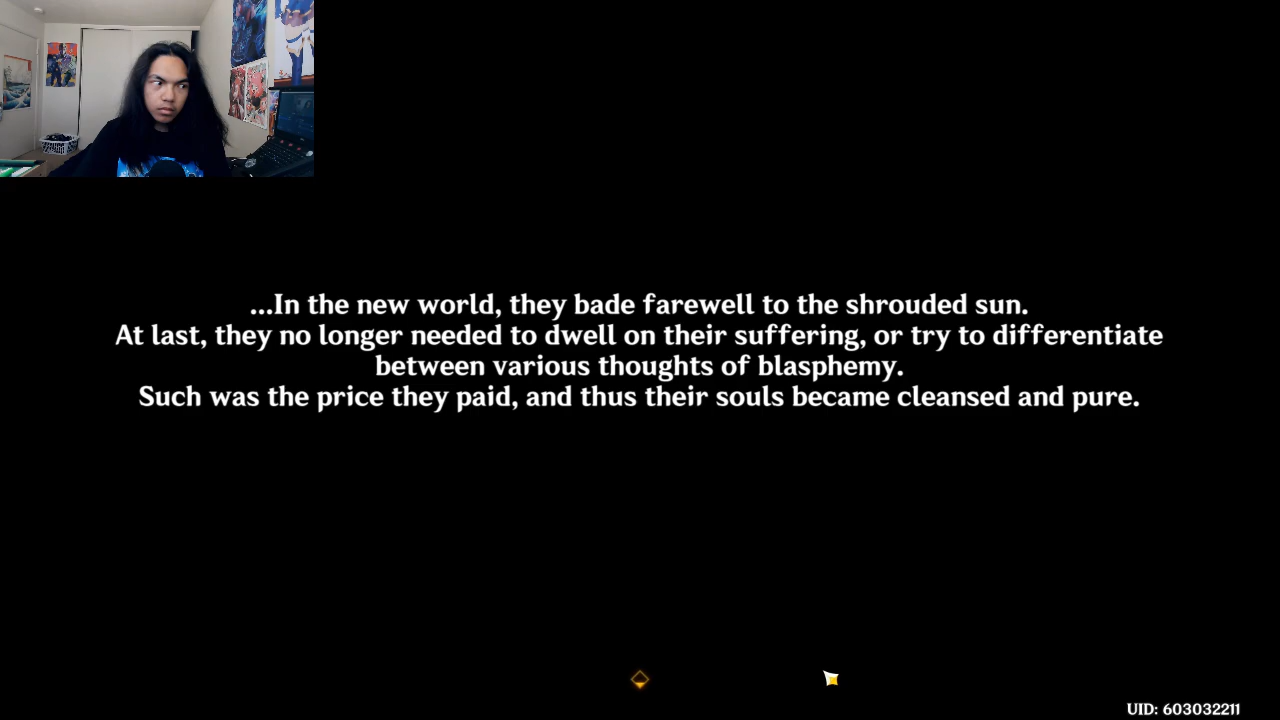 ...In the new world, they bade farewell to the shrouded sun.
At last, they no longer needed to dwell on their suffering, or try to differentiate
between various thoughts of blasphemy.
Such was the price they paid, and thus their souls became cleansed and pure.
UID: 603032211